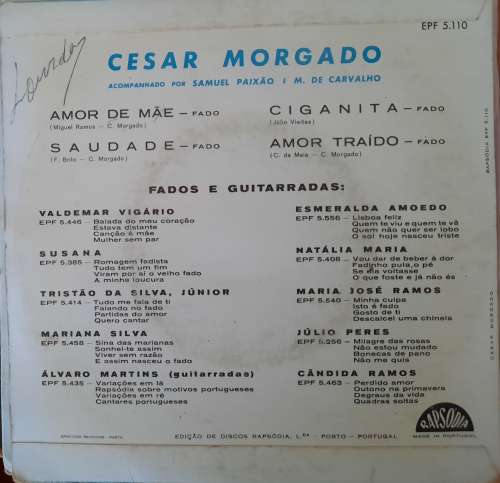 EPF 5.110
Lourdes
CESAR MORGADO
ACOMPANHADO POR SAMUEL PAIXÃO E M. DE CARVALHO
AMOR DE MÃE — FADO
(Miguel Ramos — C. Morgado)
CIGANITA — FADO
(Júlio Vieitas)
SAUDADE — FADO
(F. Brito — C. Morgado)
AMOR TRAÍDO — FADO
(C. da Maia — C. Morgado)
FADOS E GUITARRADAS:
VALDEMAR VIGÁRIO
EPF 5.446 — Balada do meu coração
Estava distante
Canção à mãe
Mulher sem par
SUSANA
EPF 5.385 — Romagem fadista
Tudo tem um fim
Viram por aí o velho fado
A minha loucura
TRISTÃO DA SILVA, JÚNIOR
EPF 5.414 — Tudo me fala de ti
Falando no fado
Partidas do amor
Quero cantar
MARIANA SILVA
EPF 5.458 — Sina das marianas
Sonhei-te assim
Viver sem razão
E assim nasceu o fado
ÁLVARO MARTINS (guitarradas)
EPF 5.435 — Variações em lá
Rapsódia sobre motivos portugueses
Variações em ré
Cantares portugueses
ESMERALDA AMOEDO
EPF 5.556 — Lisboa feliz
Quem te viu e quem te vê
Quem não quer ser lobo
O sol hoje nasceu triste
NATÁLIA MARIA
EPF 5.408 — Vou dar de beber à dor
Fadinho pula,o pé
Se ela voltasse
O que foste e já não és
MARIA JOSÉ RAMOS
EPF 5.540 — Minha culpa
Isto é fado
Gosto de ti
Descalcei uma chinela
JÚLIO PERES
EPF 5.256 — Milagre das rosas
Não estou mudado
Bonecas de pano
Não me quis
CÂNDIDA RAMOS
EPF 5.463 — Perdido amor
Outono na primavera
Degraus da vida
Quadras soltas
RAPSÓDIA EPF 5.110
CESAR MORGADO
EDIÇÃO DE DISCOS RAPSÓDIA, L.DA — PORTO — PORTUGAL
RAPSÓDIA
MADE IN PORTUGAL